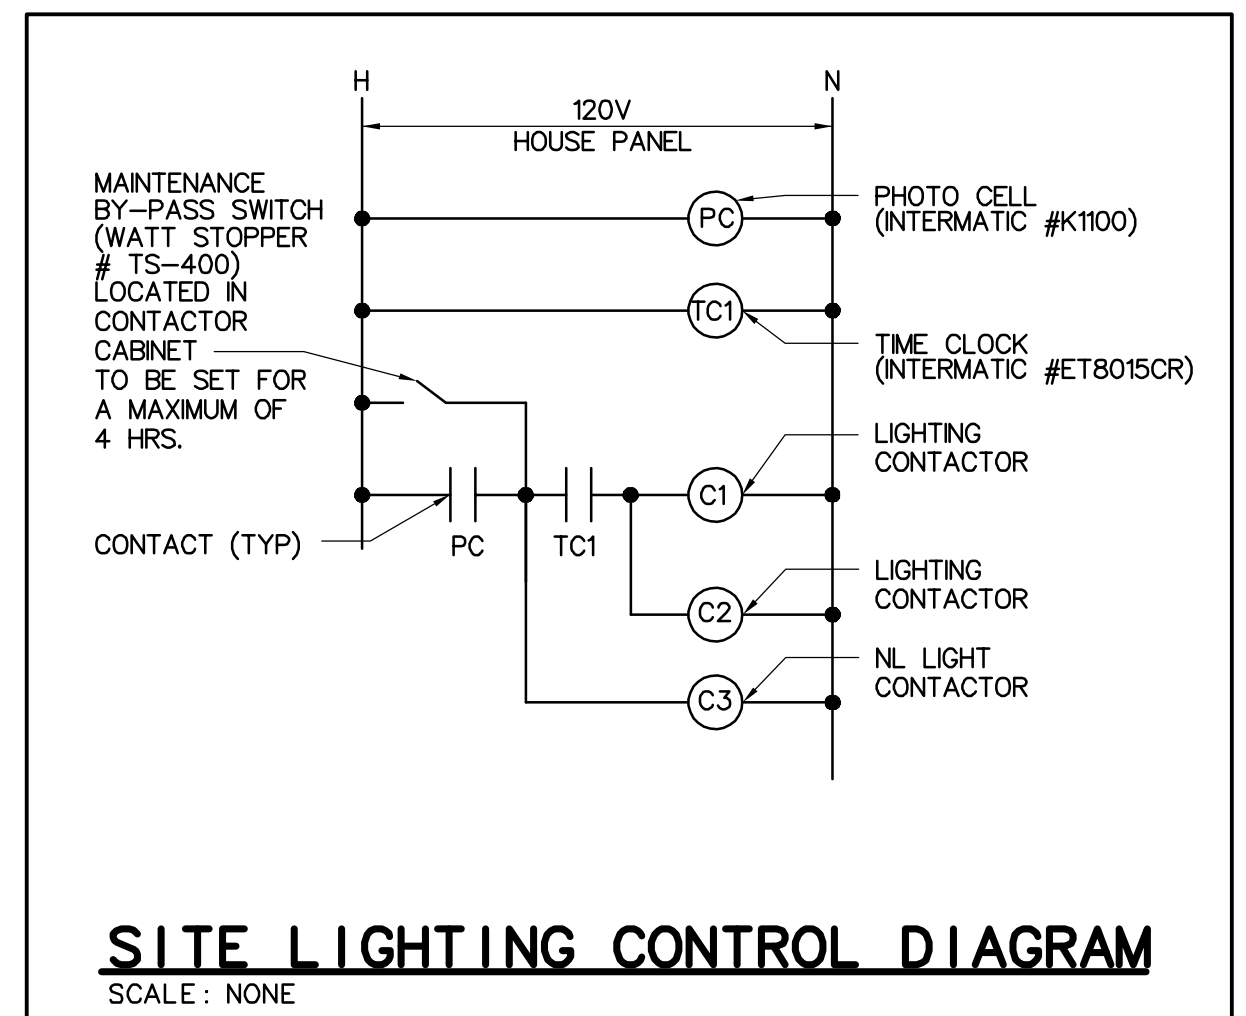 H
N
120V
HOUSE PANEL
MAINTENANCE
BY-PASS SWITCH
(WATT STOPPER
# TS-400)
LOCATED IN
CONTACTOR
CABINET
TO BE SET FOR
A MAXIMUM OF
4 HRS.
PC
PHOTO CELL
(INTERMATIC #K1100)
TC1
TIME CLOCK
(INTERMATIC #ET8015CR)
LIGHTING
CONTACTOR
C1
CONTACT (TYP)
PC
TC1
LIGHTING
CONTACTOR
C2
NL LIGHT
CONTACTOR
C3
SITE LIGHTING CONTROL DIAGRAM
SCALE: NONE